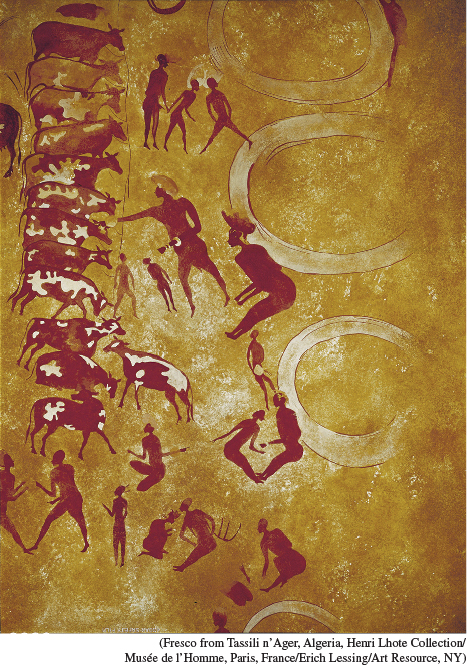 (Fresco from Tassili n’Ager, Algeria, Henri Lhote Collection/
Musée de l’Homme, Paris, France/Erich Lessing/Art Resource, NY)